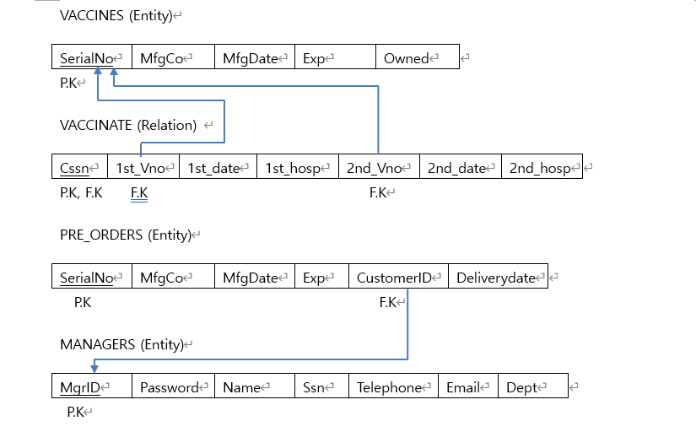 VACCINES (Entity)
SerialNo MfgCo MfgDate Exp Owned
P.K
VACCINATE (Relation)
Cssn 1st_Vno 1st_date 1st_hosp 2nd_Vno 2nd_date 2nd_hosp
P.K, F.K F.K F.K
PRE_ORDERS (Entity)
SerialNo MfgCo MfgDate Exp CustomerID Deliverydate
P.K F.K
MANAGERS (Entity)
MgrID Password Name Ssn Telephone Email Dept
P.K